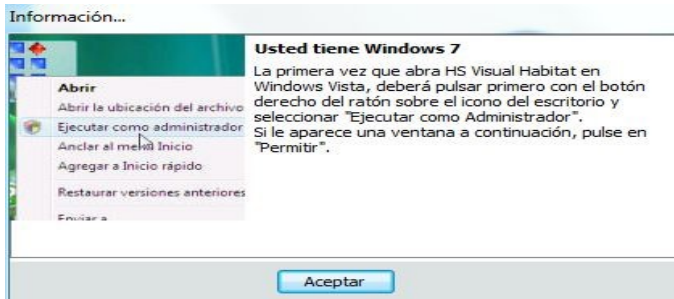 Información...
Usted tiene Windows 7
La primera vez que abra HS Visual Habitat en
Windows Vista, deberá pulsar primero con el botón
derecho del ratón sobre el icono del escritorio y
seleccionar "Ejecutar como Administrador".
Si le aparece una ventana a continuación, pulse en
"Permitir".
Abrir
Abrir la ubicación del archivo
Ejecutar como administrador
Anclar al menú Inicio
Agregar a Inicio rápido
Restaurar versiones anteriores
Enviar a
Aceptar